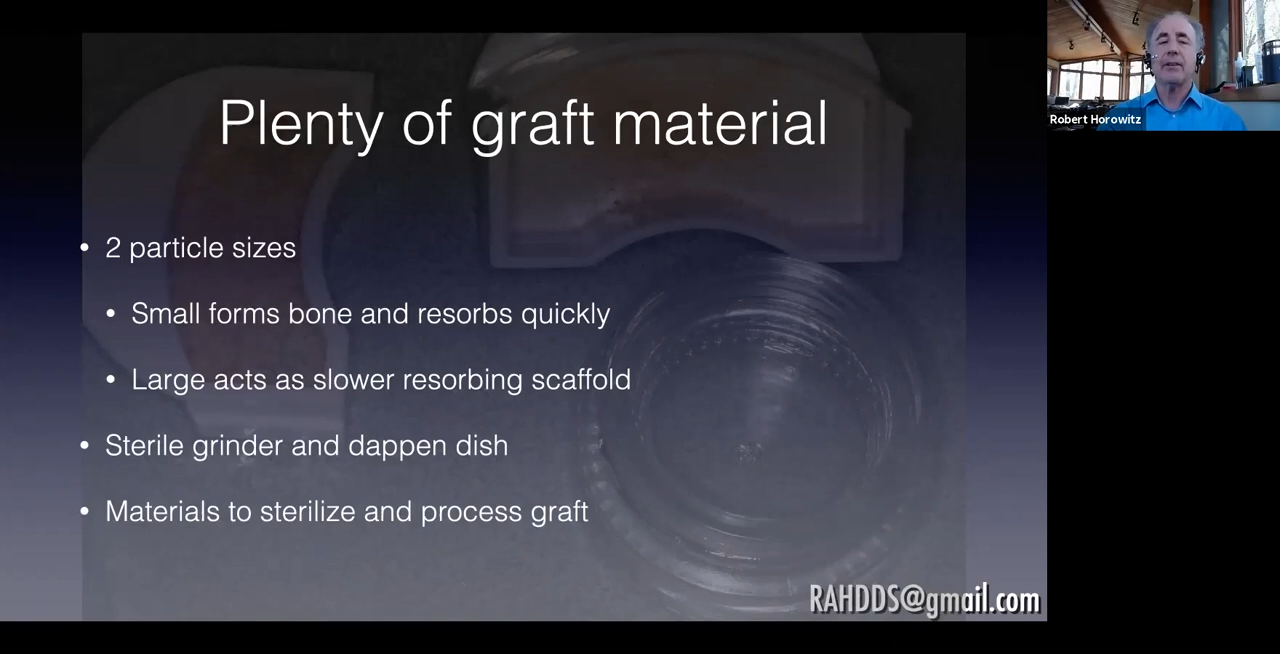 Plenty of graft material
• 2 particle sizes
• Small forms bone and resorbs quickly
• Large acts as slower resorbing scaffold
• Sterile grinder and dappen dish
• Materials to sterilize and process graft
RAHDDS@gmail.com
Robert Horowitz